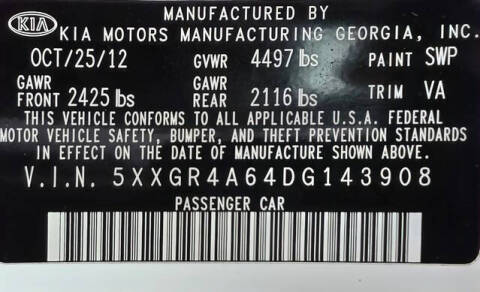 MANUFACTURED BY
KIA KIA MOTORS MANUFACTURING GEORGIA, INC.
OCT/25/12 GVWR 4497 lbs PAINT SWP
GAWR FRONT 2425 lbs GAWR REAR 2116 lbs TRIM VA
THIS VEHICLE CONFORMS TO ALL APPLICABLE U.S.A. FEDERAL
MOTOR VEHICLE SAFETY, BUMPER, AND THEFT PREVENTION STANDARDS
IN EFFECT ON THE DATE OF MANUFACTURE SHOWN ABOVE.
V.I.N. 5XXGR4A64DG143908
PASSENGER CAR